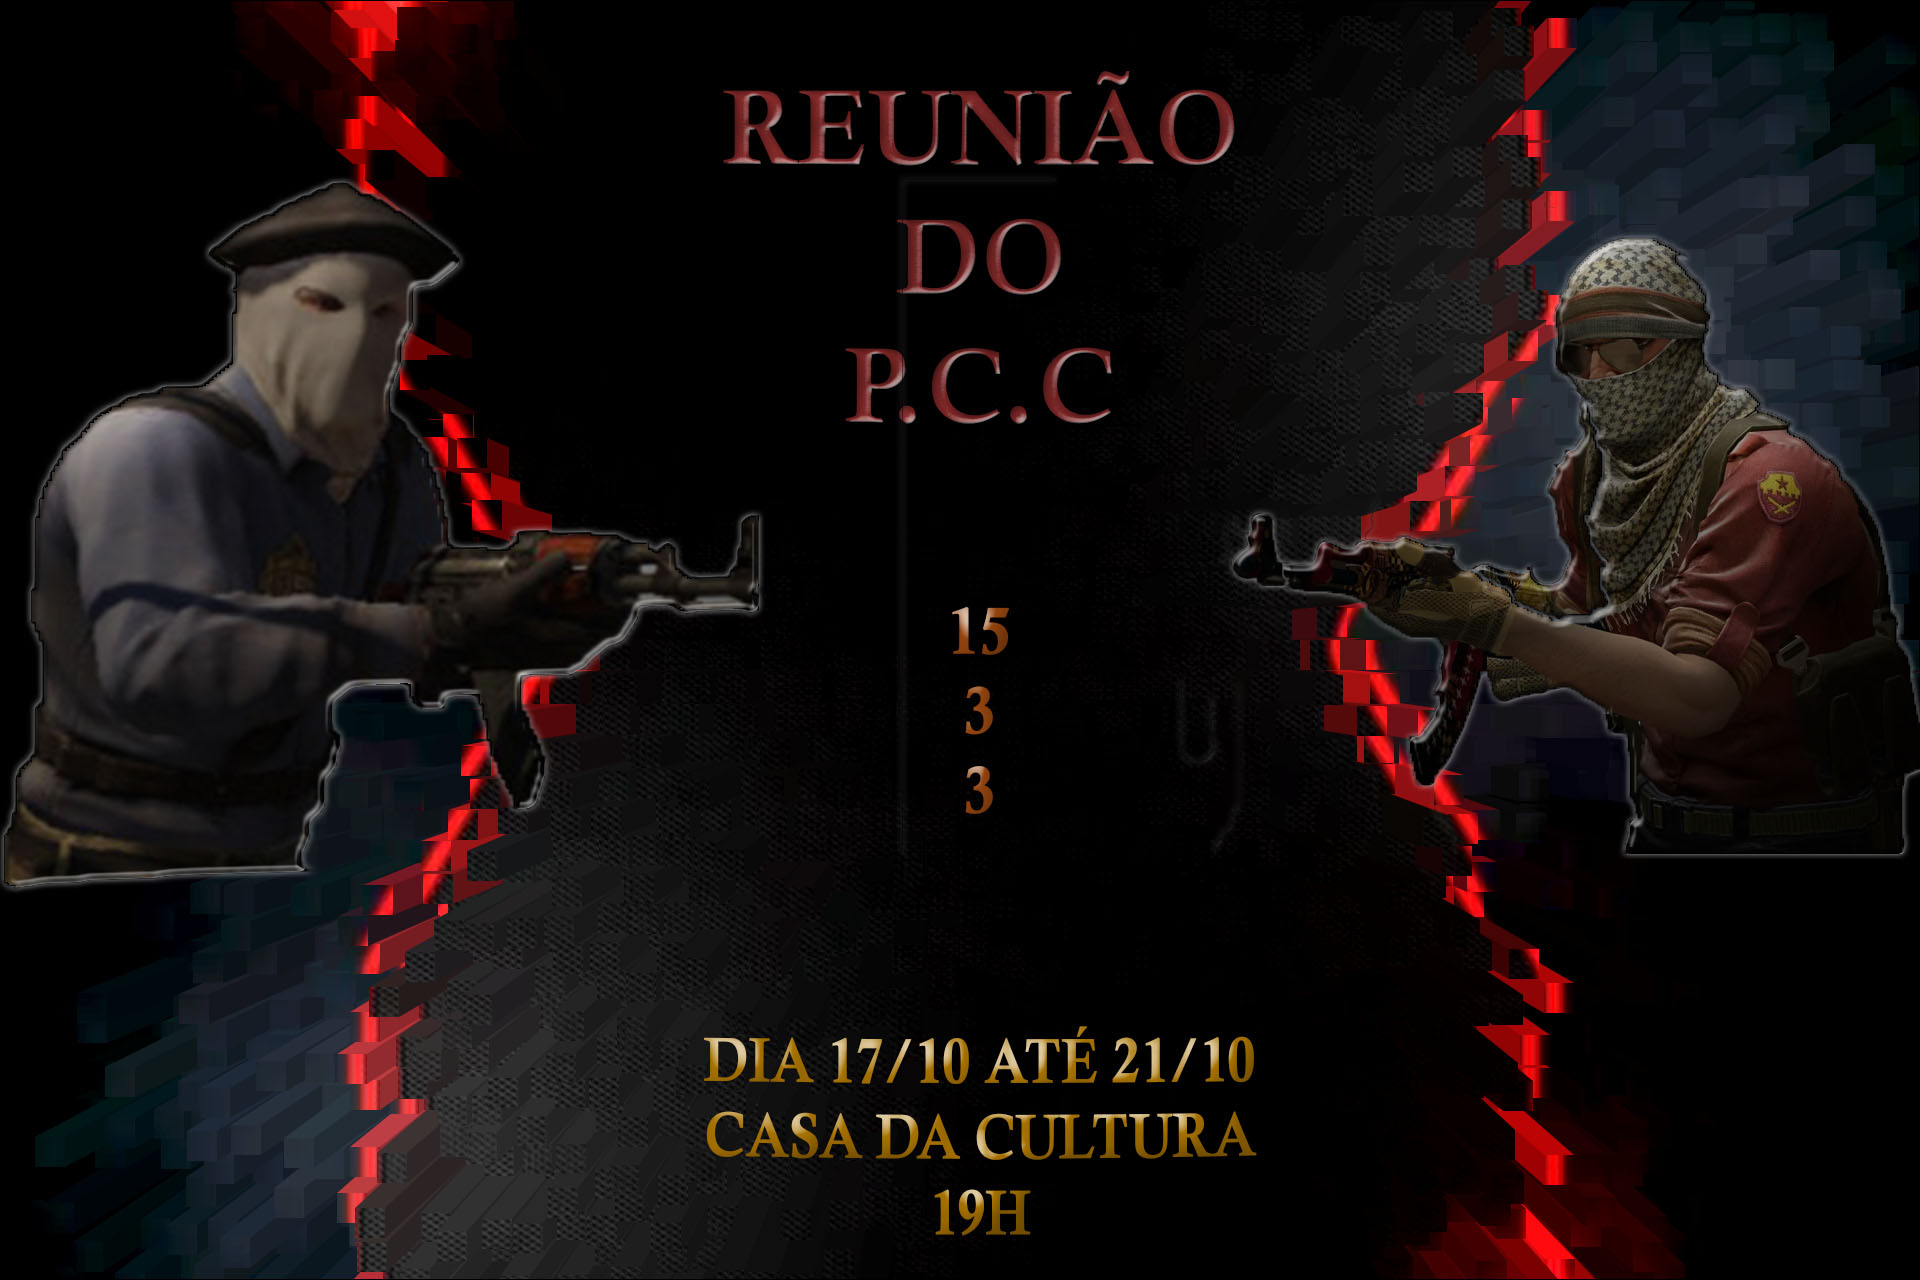 REUNIÃO
DO
P.C.C
15
3
3
DIA 17/10 ATÉ 21/10
CASA DA CULTURA
19H